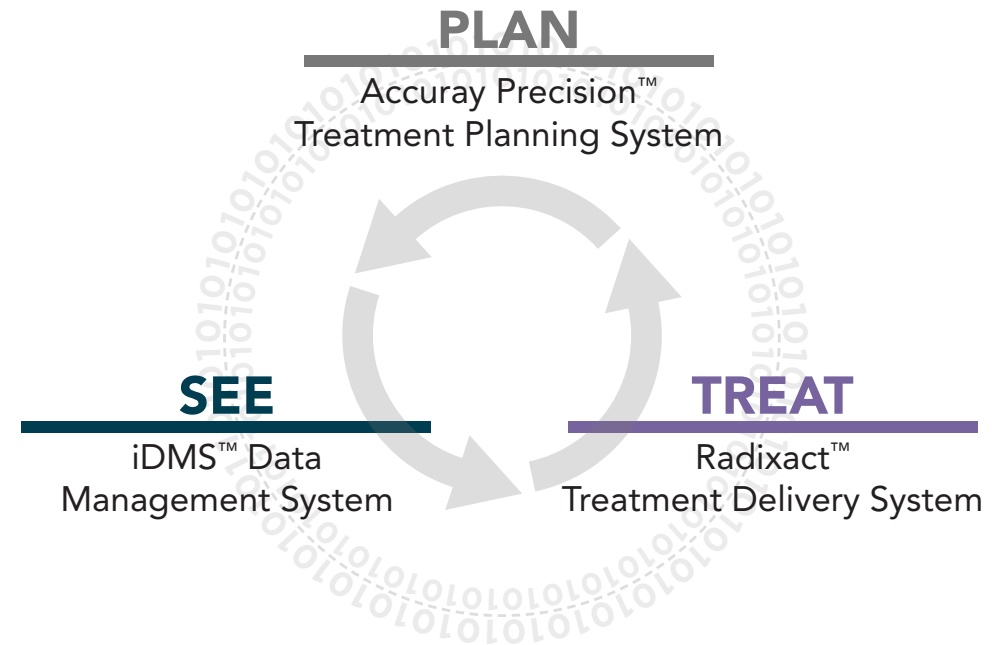 PLAN
Accuray Precision™
Treatment Planning System
SEE
iDMS™ Data
Management System
TREAT
Radixact™
Treatment Delivery System